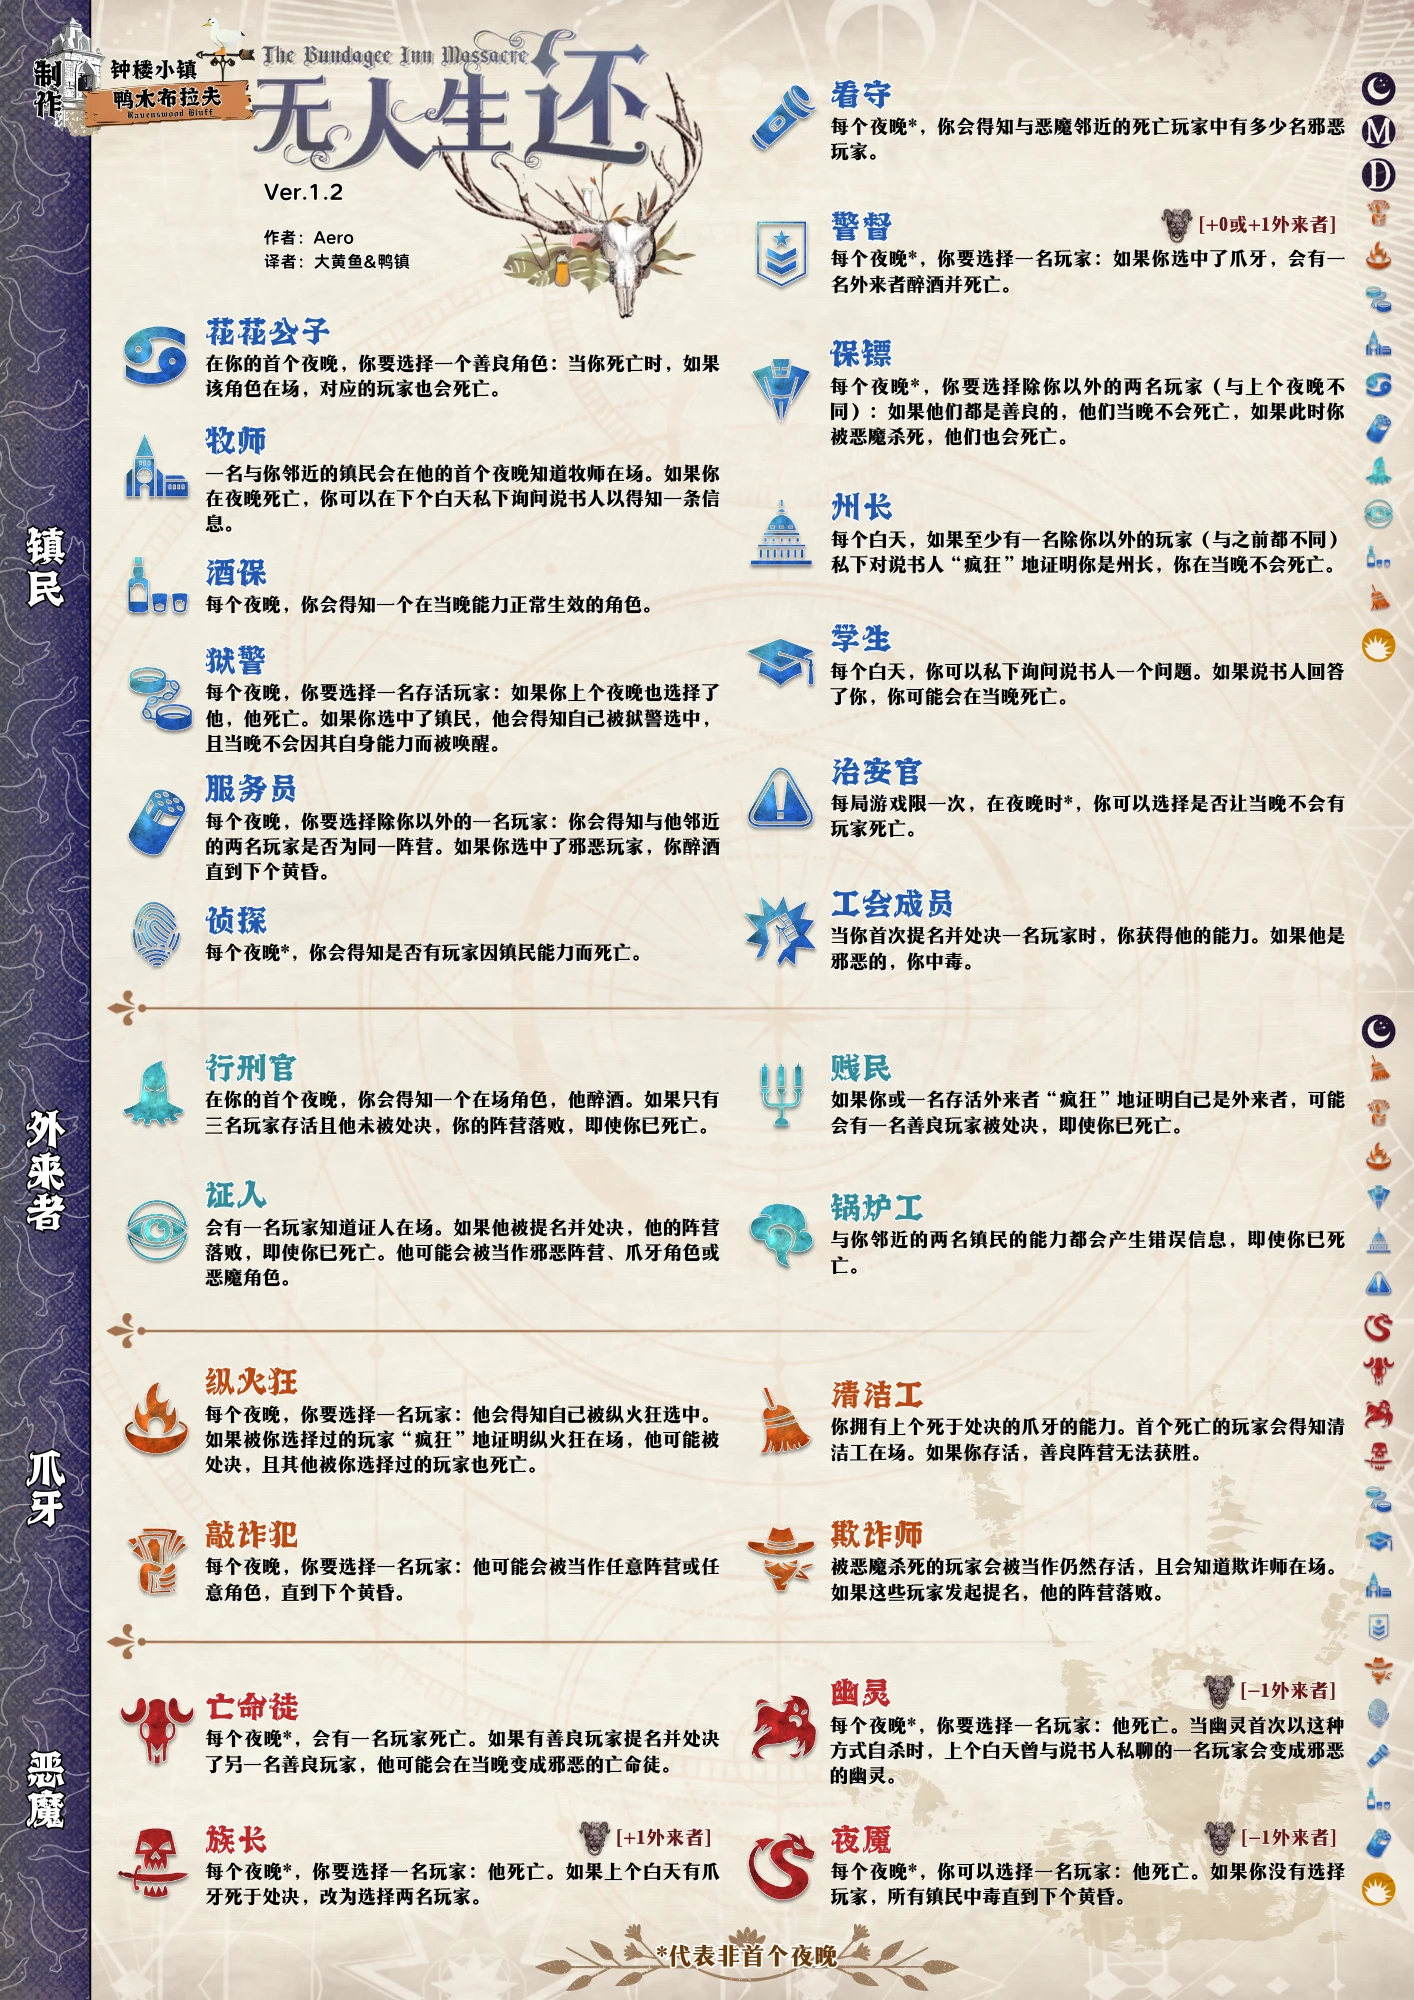 制作
钟楼小镇
鸭木布拉夫
Ravenswood Bluff
The Bundagee Inn Massacre
无人生还
Ver.1.2
作者：Aero
译者：大黄鱼&鸭镇
镇民
花花公子
在你的首个夜晚，你要选择一个善良角色：当你死亡时，如果
该角色在场，对应的玩家也会死亡。
牧师
一名与你邻近的镇民会在他的首个夜晚知道牧师在场。如果你
在夜晚死亡，你可以在下个白天私下询问说书人以得知一条信
息。
酒保
每个夜晚，你会得知一个在当晚能力正常生效的角色。
狱警
每个夜晚，你要选择一名存活玩家：如果你上个夜晚也选择了
他，他死亡。如果你选中了镇民，他会得知自己被狱警选中，
且当晚不会因其自身能力而被唤醒。
服务员
每个夜晚，你要选择除你以外的一名玩家：你会得知与他邻近
的两名玩家是否为同一阵营。如果你选中了邪恶玩家，你醉酒
直到下个黄昏。
侦探
每个夜晚*，你会得知是否有玩家因镇民能力而死亡。
看守
每个夜晚*，你会得知与恶魔邻近的死亡玩家中有多少名邪恶
玩家。
警督
[+0或+1外来者]
每个夜晚*，你要选择一名玩家：如果你选中了爪牙，会有一
名外来者醉酒并死亡。
保镖
每个夜晚*，你要选择除你以外的两名玩家（与上个夜晚不
同）：如果他们都是善良的，他们当晚不会死亡，如果此时你
被恶魔杀死，他们也会死亡。
州长
每个白天，如果至少有一名除你以外的玩家（与之前都不同）
私下对说书人“疯狂”地证明你是州长，你在当晚不会死亡。
学生
每个白天，你可以私下询问说书人一个问题。如果说书人回答
了你，你可能会在当晚死亡。
治安官
每局游戏限一次，在夜晚时*，你可以选择是否让当晚不会有
玩家死亡。
工会成员
当你首次提名并处决一名玩家时，你获得他的能力。如果他是
邪恶的，你中毒。
M
D
外来者
行刑官
在你的首个夜晚，你会得知一个在场角色，他醉酒。如果只有
三名玩家存活且他未被处决，你的阵营落败，即使你已死亡。
证人
会有一名玩家知道证人在场。如果他被提名并处决，他的阵营
落败，即使你已死亡。他可能会被当作邪恶阵营、爪牙角色或
恶魔角色。
贱民
如果你或一名存活外来者“疯狂”地证明自己是外来者，可能
会有一名善良玩家被处决，即使你已死亡。
锅炉工
与你邻近的两名镇民的能力都会产生错误信息，即使你已死
亡。
爪牙
纵火狂
每个夜晚，你要选择一名玩家：他会得知自己被纵火狂选中。
如果被你选择过的玩家“疯狂”地证明纵火狂在场，他可能被
处决，且其他被你选择过的玩家也死亡。
敲诈犯
每个夜晚，你要选择一名玩家：他可能会被当作任意阵营或任
意角色，直到下个黄昏。
清洁工
你拥有上个死于处决的爪牙的能力。首个死亡的玩家会得知清
洁工在场。如果你存活，善良阵营无法获胜。
欺诈师
被恶魔杀死的玩家会被当作仍然存活，且会知道欺诈师在场。
如果这些玩家发起提名，他的阵营落败。
恶魔
亡命徒
每个夜晚*，会有一名玩家死亡。如果有善良玩家提名并处决
了另一名善良玩家，他可能会在当晚变成邪恶的亡命徒。
族长
[+1外来者]
每个夜晚*，你要选择一名玩家：他死亡。如果上个白天有爪
牙死于处决，改为选择两名玩家。
幽灵
[−1外来者]
每个夜晚*，你要选择一名玩家：他死亡。当幽灵首次以这种
方式自杀时，上个白天曾与说书人私聊的一名玩家会变成邪恶
的幽灵。
夜魇
[−1外来者]
每个夜晚*，你可以选择一名玩家：他死亡。如果你没有选择
玩家，所有镇民中毒直到下个黄昏。
*代表非首个夜晚